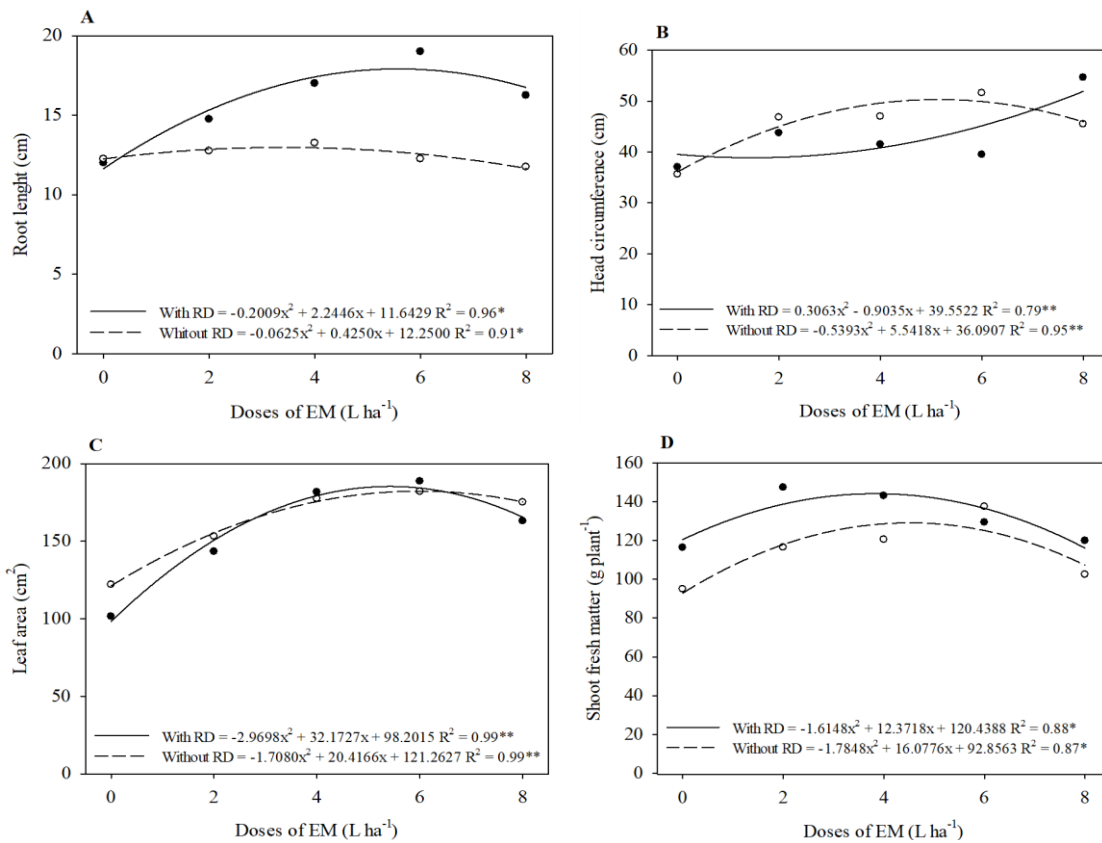 A
Root lenght (cm)
20
15
10
5
0
With RD = -0.2009x² + 2.2446x + 11.6429 R² = 0.96*
Whitout RD = -0.0625x² + 0.4250x + 12.2500 R² = 0.91*
0 2 4 6 8
Doses of EM (L ha⁻¹)
B
Head circumference (cm)
60
50
40
30
20
10
0
With RD = 0.3063x² - 0.9035x + 39.5522 R² = 0.79**
Without RD = -0.5393x² + 5.5418x + 36.0907 R² = 0.95**
0 2 4 6 8
Doses of EM (L ha⁻¹)
C
Leaf area (cm²)
200
150
100
50
0
With RD = -2.9698x² + 32.1727x + 98.2015 R² = 0.99**
Without RD = -1.7080x² + 20.4166x + 121.2627 R² = 0.99**
0 2 4 6 8
Doses of EM (L ha⁻¹)
D
Shoot fresh matter (g plant⁻¹)
160
140
120
100
80
60
40
20
0
With RD = -1.6148x² + 12.3718x + 120.4388 R² = 0.88*
Without RD = -1.7848x² + 16.0776x + 92.8563 R² = 0.87*
0 2 4 6 8
Doses of EM (L ha⁻¹)